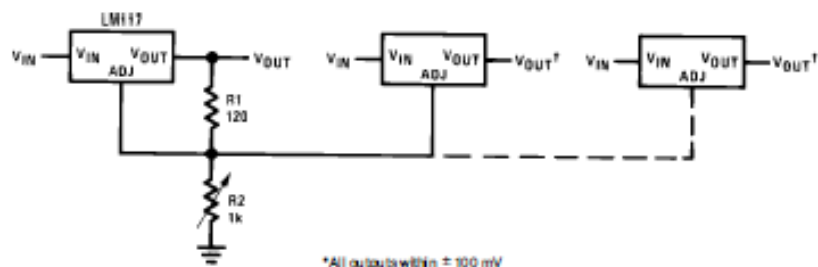 LM117
VIN VIN VOUT VOUT
ADJ
R1
120
R2
1k
VIN VIN VOUT VOUT†
ADJ
VIN VIN VOUT VOUT†
ADJ
*All outputs within ± 100 mV